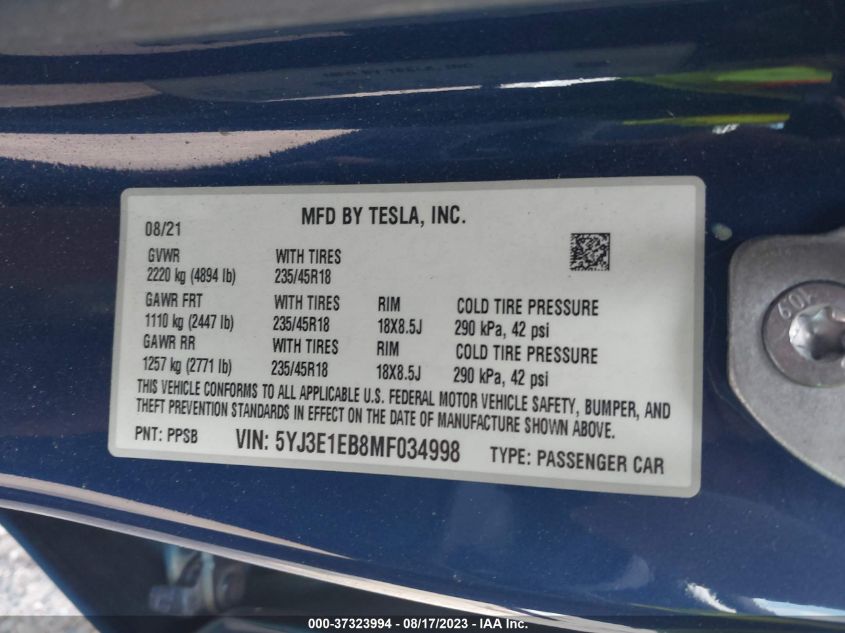 MFD BY TESLA, INC.
08/21
GVWR WITH TIRES
2220 kg (4894 lb) 235/45R18
GAWR FRT WITH TIRES RIM COLD TIRE PRESSURE
1110 kg (2447 lb) 235/45R18 18X8.5J 290 kPa, 42 psi
GAWR RR WITH TIRES RIM COLD TIRE PRESSURE
1257 kg (2771 lb) 235/45R18 18X8.5J 290 kPa, 42 psi
THIS VEHICLE CONFORMS TO ALL APPLICABLE U.S. FEDERAL MOTOR VEHICLE SAFETY, BUMPER, AND
THEFT PREVENTION STANDARDS IN EFFECT ON THE DATE OF MANUFACTURE SHOWN ABOVE.
PNT: PPSB VIN: 5YJ3E1EB8MF034998 TYPE: PASSENGER CAR
10.9
000-37323994 - 08/17/2023 - IAA Inc.